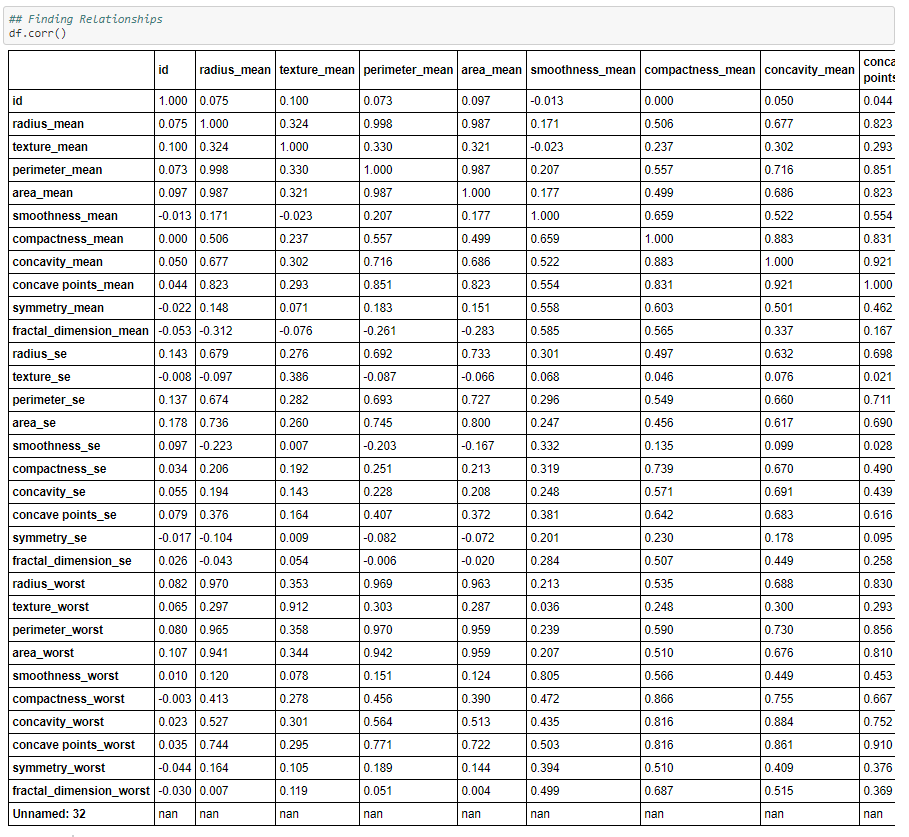 ## Finding Relationships
df.corr()
id radius_mean texture_mean perimeter_mean area_mean smoothness_mean compactness_mean concavity_mean conca
points
id 1.000 0.075 0.100 0.073 0.097 -0.013 0.000 0.050 0.044
radius_mean 0.075 1.000 0.324 0.998 0.987 0.171 0.506 0.677 0.823
texture_mean 0.100 0.324 1.000 0.330 0.321 -0.023 0.237 0.302 0.293
perimeter_mean 0.073 0.998 0.330 1.000 0.987 0.207 0.557 0.716 0.851
area_mean 0.097 0.987 0.321 0.987 1.000 0.177 0.499 0.686 0.823
smoothness_mean -0.013 0.171 -0.023 0.207 0.177 1.000 0.659 0.522 0.554
compactness_mean 0.000 0.506 0.237 0.557 0.499 0.659 1.000 0.883 0.831
concavity_mean 0.050 0.677 0.302 0.716 0.686 0.522 0.883 1.000 0.921
concave points_mean 0.044 0.823 0.293 0.851 0.823 0.554 0.831 0.921 1.000
symmetry_mean -0.022 0.148 0.071 0.183 0.151 0.558 0.603 0.501 0.462
fractal_dimension_mean -0.053 -0.312 -0.076 -0.261 -0.283 0.585 0.565 0.337 0.167
radius_se 0.143 0.679 0.276 0.692 0.733 0.301 0.497 0.632 0.698
texture_se -0.008 -0.097 0.386 -0.087 -0.066 0.068 0.046 0.076 0.021
perimeter_se 0.137 0.674 0.282 0.693 0.727 0.296 0.549 0.660 0.711
area_se 0.178 0.736 0.260 0.745 0.800 0.247 0.456 0.617 0.690
smoothness_se 0.097 -0.223 0.007 -0.203 -0.167 0.332 0.135 0.099 0.028
compactness_se 0.034 0.206 0.192 0.251 0.213 0.319 0.739 0.670 0.490
concavity_se 0.055 0.194 0.143 0.228 0.208 0.248 0.571 0.691 0.439
concave points_se 0.079 0.376 0.164 0.407 0.372 0.381 0.642 0.683 0.616
symmetry_se -0.017 -0.104 0.009 -0.082 -0.072 0.201 0.230 0.178 0.095
fractal_dimension_se 0.026 -0.043 0.054 -0.006 -0.020 0.284 0.507 0.449 0.258
radius_worst 0.082 0.970 0.353 0.969 0.963 0.213 0.535 0.688 0.830
texture_worst 0.065 0.297 0.912 0.303 0.287 0.036 0.248 0.300 0.293
perimeter_worst 0.080 0.965 0.358 0.970 0.959 0.239 0.590 0.730 0.856
area_worst 0.107 0.941 0.344 0.942 0.959 0.207 0.510 0.676 0.810
smoothness_worst 0.010 0.120 0.078 0.151 0.124 0.805 0.566 0.449 0.453
compactness_worst -0.003 0.413 0.278 0.456 0.390 0.472 0.866 0.755 0.667
concavity_worst 0.023 0.527 0.301 0.564 0.513 0.435 0.816 0.884 0.752
concave points_worst 0.035 0.744 0.295 0.771 0.722 0.503 0.816 0.861 0.910
symmetry_worst -0.044 0.164 0.105 0.189 0.144 0.394 0.510 0.409 0.376
fractal_dimension_worst -0.030 0.007 0.119 0.051 0.004 0.499 0.687 0.515 0.369
Unnamed: 32 nan nan nan nan nan nan nan nan nan